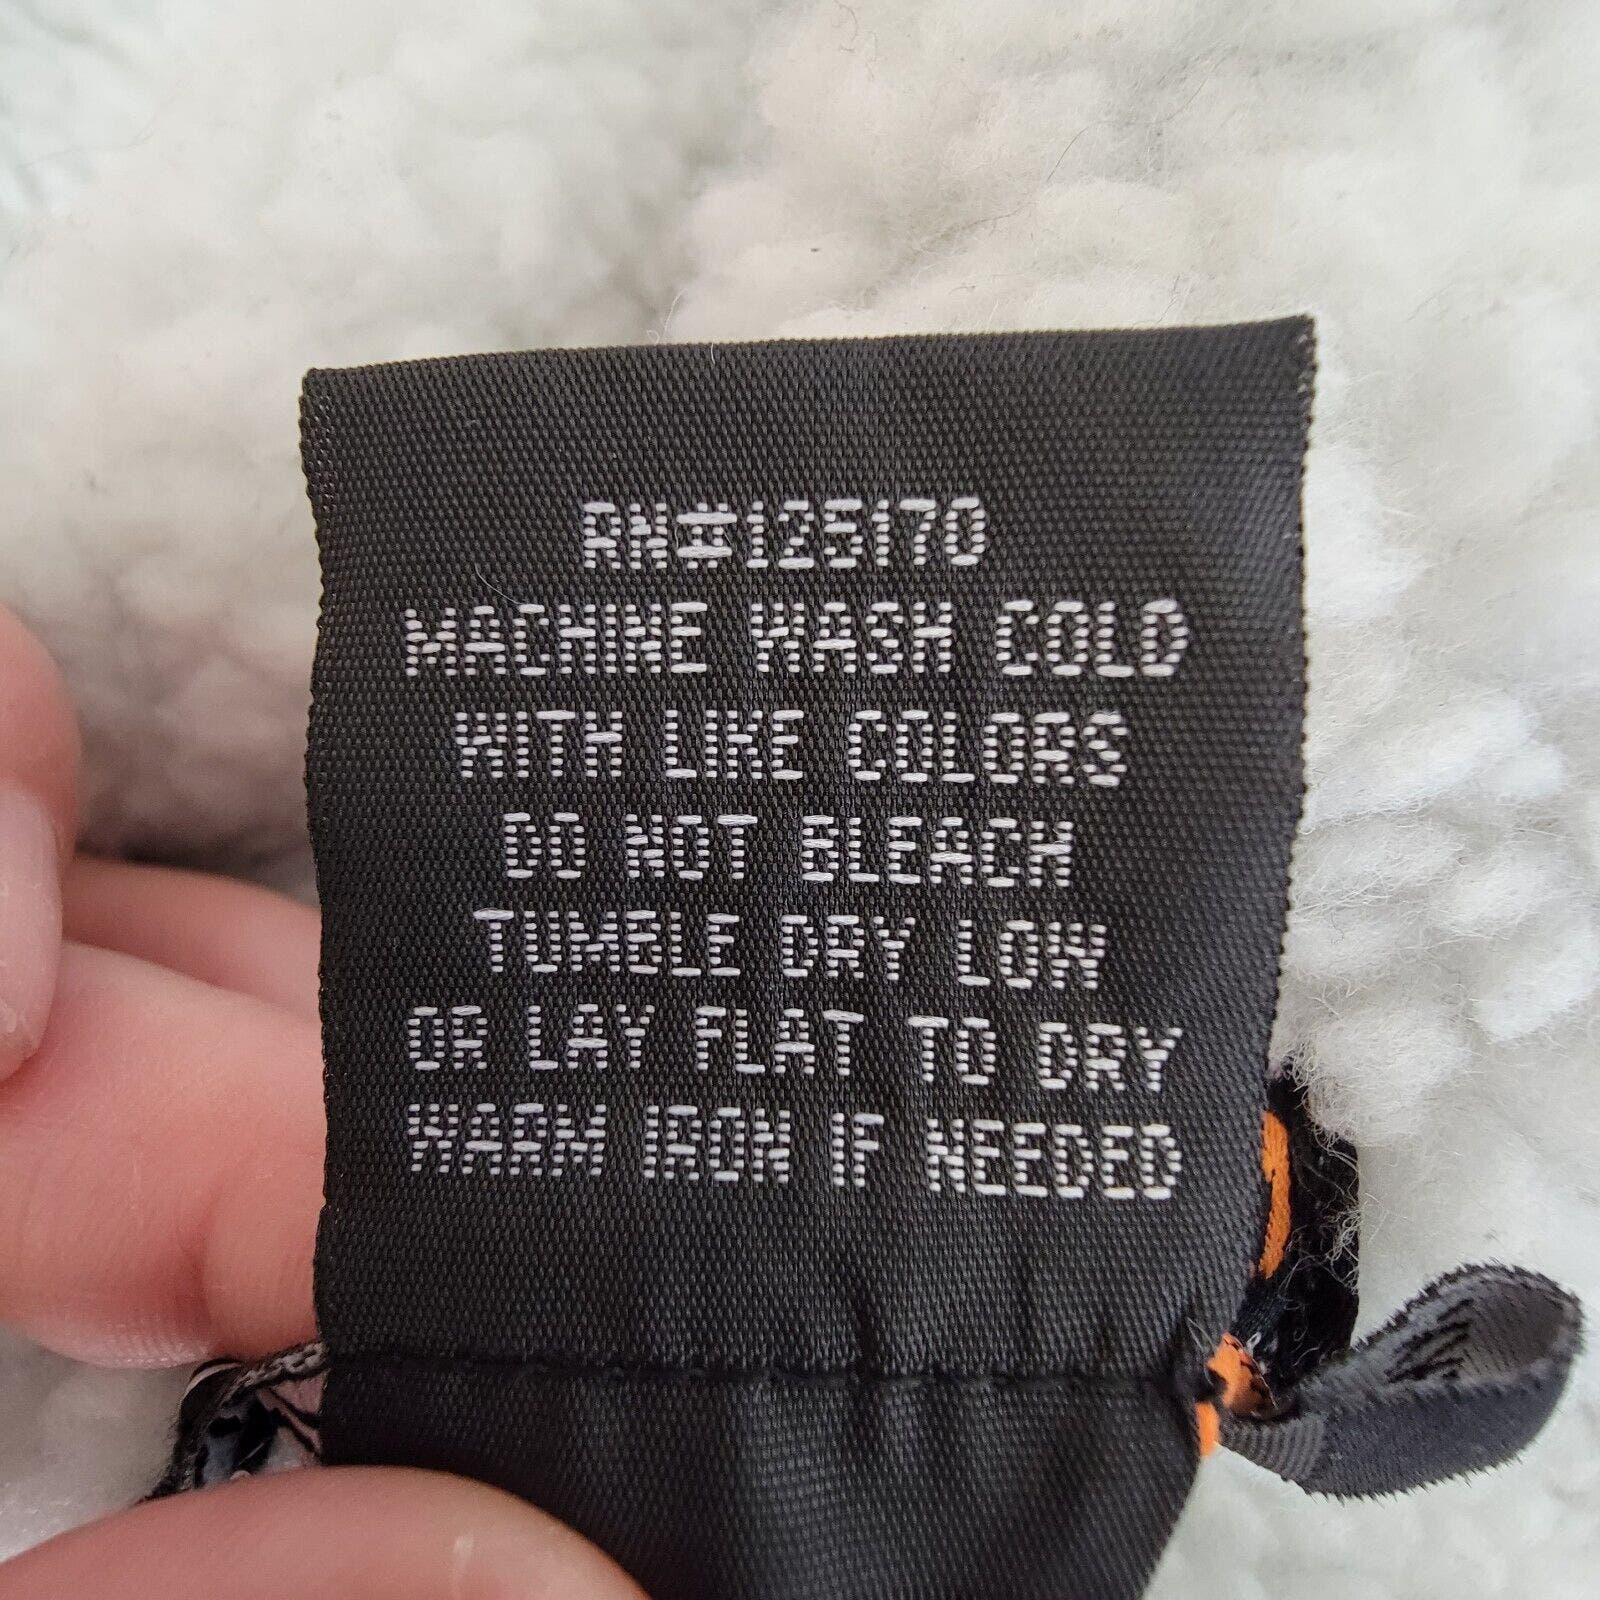 RN#125170
MACHINE WASH COLD
WITH LIKE COLORS
DO NOT BLEACH
TUMBLE DRY LOW
OR LAY FLAT TO DRY
WARM IRON IF NEEDED